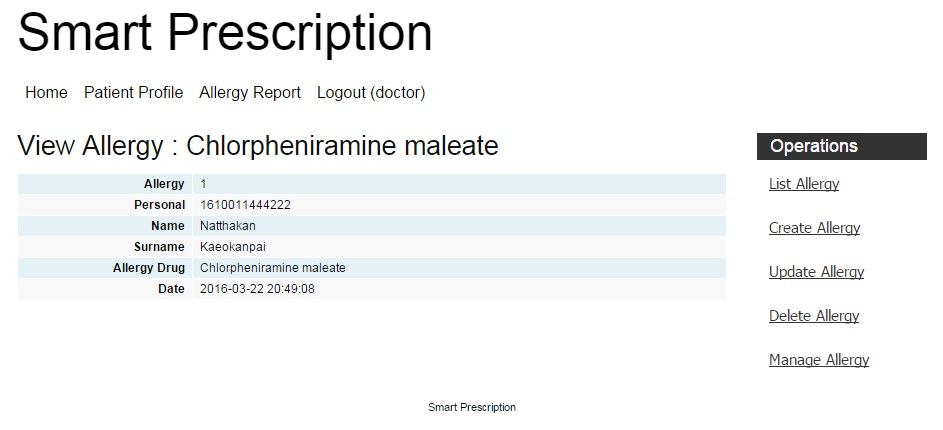 Smart Prescription
Home Patient Profile Allergy Report Logout (doctor)
View Allergy : Chlorpheniramine maleate
Allergy 1
Personal 1610011444222
Name Natthakan
Surname Kaeokanpai
Allergy Drug Chlorpheniramine maleate
Date 2016-03-22 20:49:08
Operations
List Allergy
Create Allergy
Update Allergy
Delete Allergy
Manage Allergy
Smart Prescription